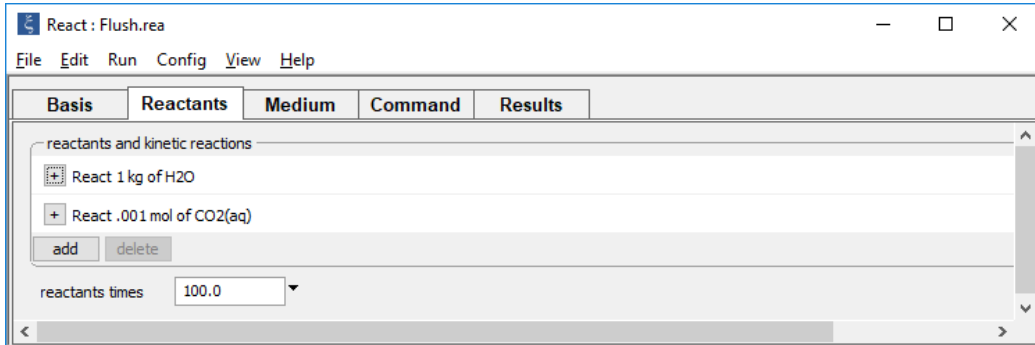 React : Flush.rea
File Edit Run Config View Help
Basis Reactants Medium Command Results
reactants and kinetic reactions
+ React 1 kg of H2O
+ React .001 mol of CO2(aq)
add delete
reactants times 100.0